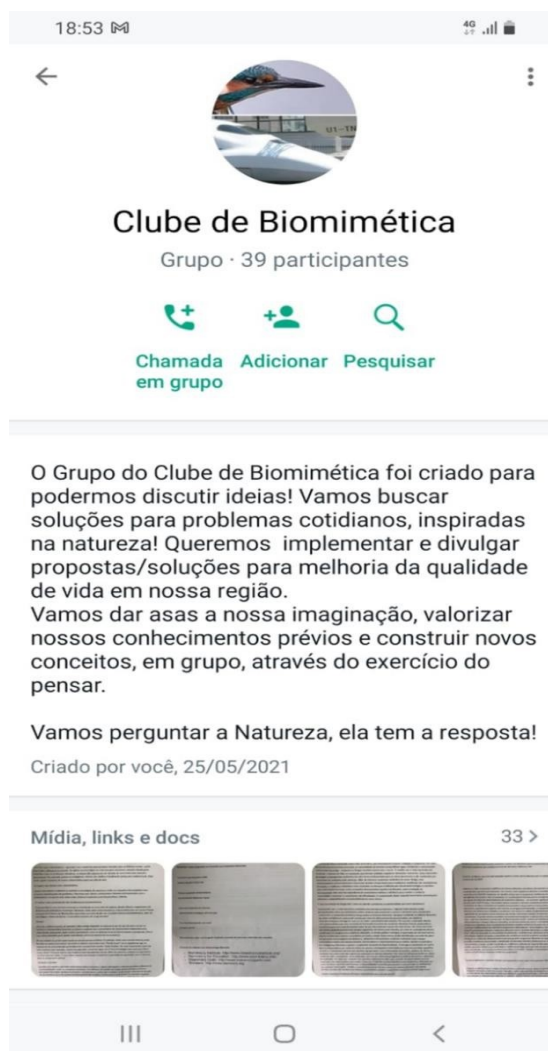 18:53
4G
U1-TN
Clube de Biomimética
Grupo · 39 participantes
Chamada em grupo
Adicionar
Pesquisar
O Grupo do Clube de Biomimética foi criado para
podermos discutir ideias! Vamos buscar
soluções para problemas cotidianos, inspiradas
na natureza! Queremos implementar e divulgar
propostas/soluções para melhoria da qualidade
de vida em nossa região.
Vamos dar asas a nossa imaginação, valorizar
nossos conhecimentos prévios e construir novos
conceitos, em grupo, através do exercício do
pensar.
Vamos perguntar a Natureza, ela tem a resposta!
Criado por você, 25/05/2021
Mídia, links e docs
33 >